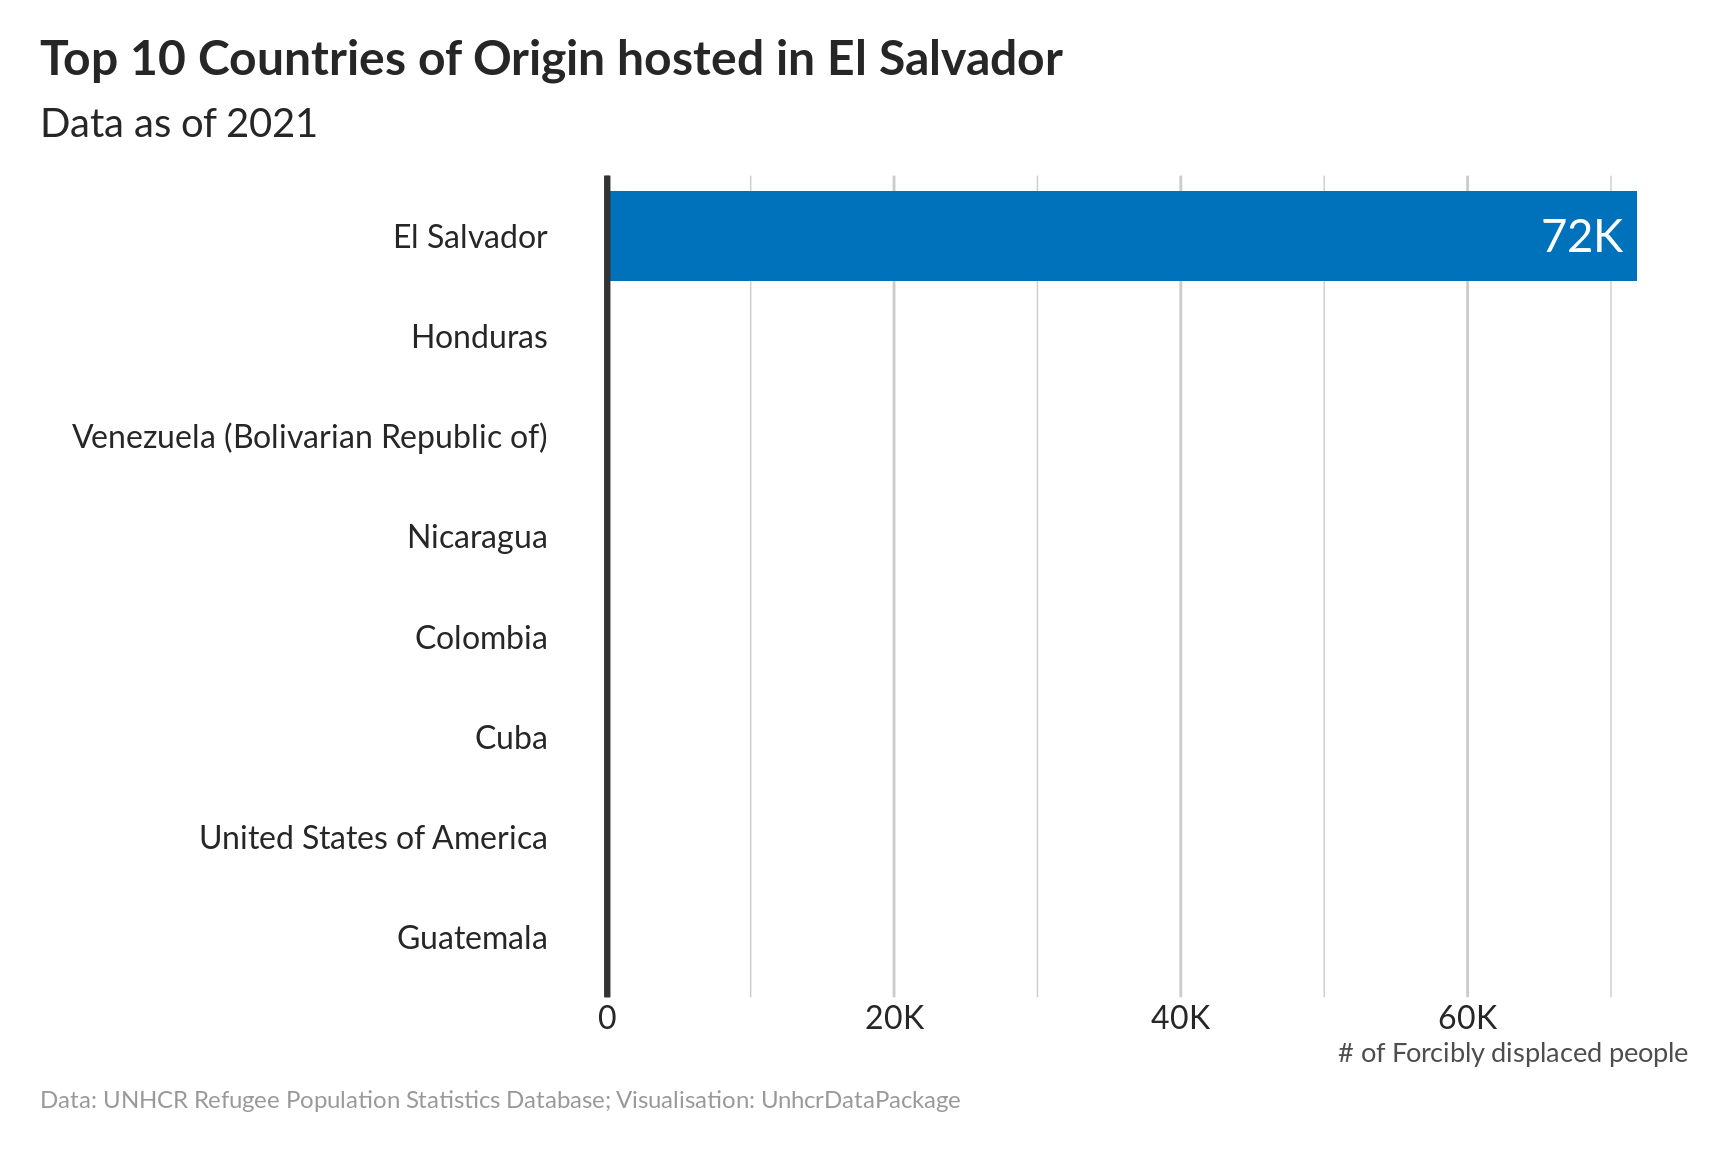 Top 10 Countries of Origin hosted in El Salvador
Data as of 2021
El Salvador
72K
Honduras
Venezuela (Bolivarian Republic of)
Nicaragua
Colombia
Cuba
United States of America
Guatemala
0 20K 40K 60K
# of Forcibly displaced people
Data: UNHCR Refugee Population Statistics Database; Visualisation: UnhcrDataPackage